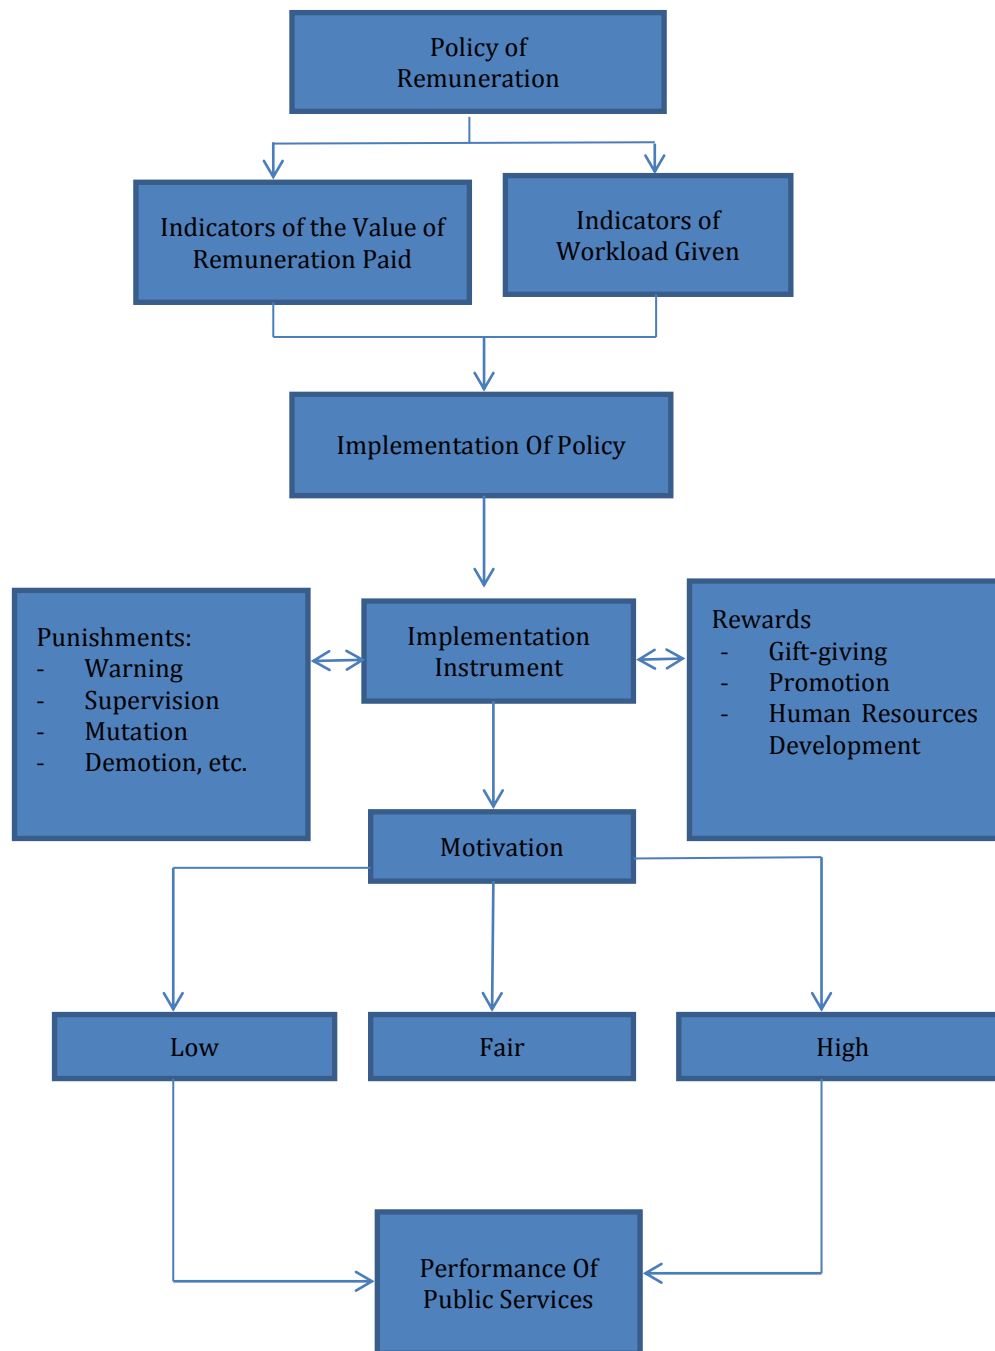 Policy of
Remuneration
Indicators of the Value of
Remuneration Paid
Indicators of
Workload Given
Implementation Of Policy
Punishments:
- Warning
- Supervision
- Mutation
- Demotion, etc.
Implementation
Instrument
Rewards
- Gift-giving
- Promotion
- Human Resources
Development
Motivation
Low
Fair
High
Performance Of
Public Services